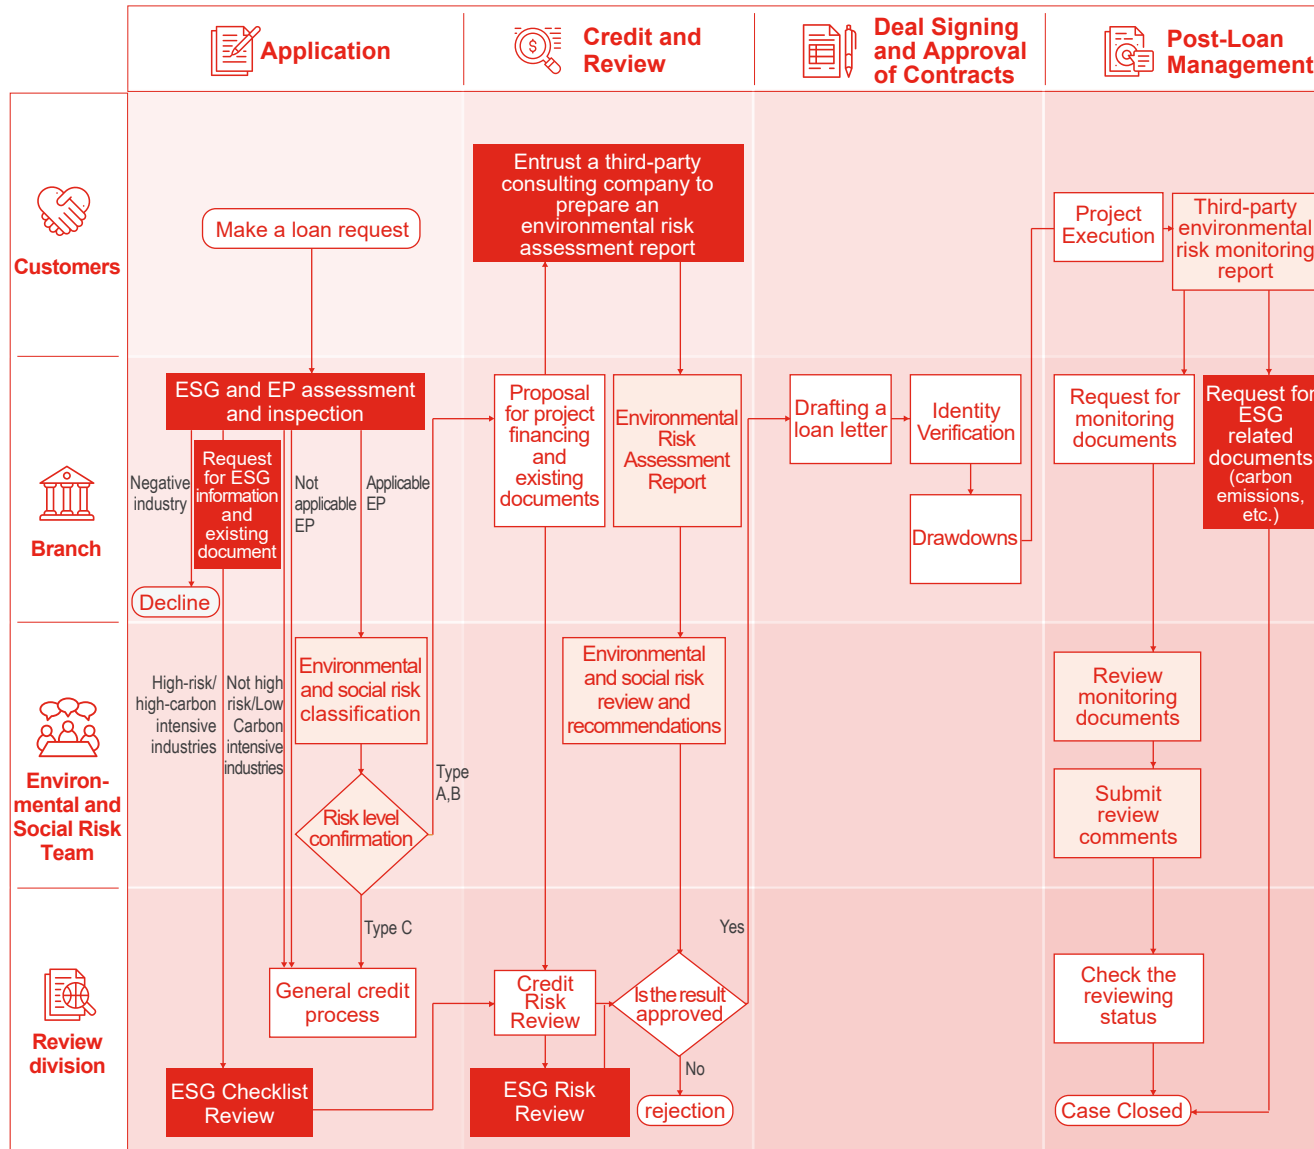 Application
Credit and
Review
Deal Signing
and Approval
of Contracts
Post-Loan
Management
Customers
Make a loan request
Entrust a third-party
consulting company to
prepare an
environmental risk
assessment report
Project
Execution
Third-party
environmental
risk monitoring
report
Branch
ESG and EP assessment
and inspection
Negative
industry
Request
for ESG
information
and
existing
document
Not
applicable
EP
Applicable
EP
Decline
Proposal
for project
financing
and
existing
documents
Environmental
Risk
Assessment
Report
Drafting a
loan letter
Identity
Verification
Drawdowns
Request for
monitoring
documents
Request for
ESG
related
documents
(carbon
emissions,
etc.)
Environ-
mental and
Social Risk
Team
High-risk/
high-carbon
intensive
industries
Not high
risk/Low
Carbon
intensive
industries
Environmental
and social risk
classification
Risk level
confirmation
Type
A,B
Type C
Environmental
and social risk
review and
recommendations
Review
monitoring
documents
Submit
review
comments
Review
division
General credit
process
ESG Checklist
Review
Credit
Risk
Review
ESG Risk
Review
Is the result
approved
Yes
No
rejection
Check the
reviewing
status
Case Closed